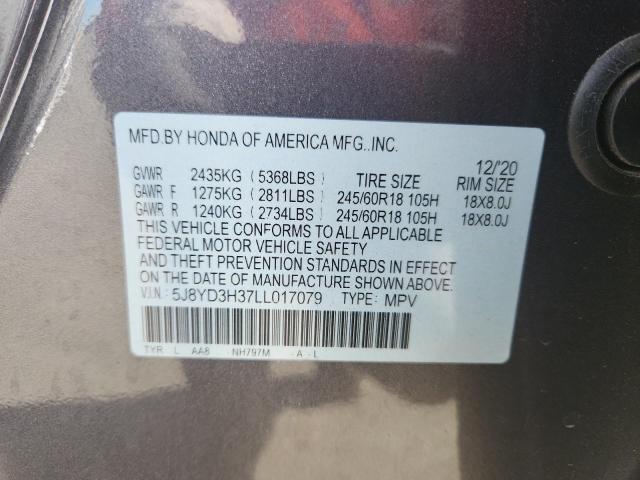 MFD.BY HONDA OF AMERICA MFG.,INC.
12/'20
GVWR 2435KG (5368LBS) TIRE SIZE RIM SIZE
GAWR F 1275KG (2811LBS) 245/60R18 105H 18X8.0J
GAWR R 1240KG (2734LBS) 245/60R18 105H 18X8.0J
THIS VEHICLE CONFORMS TO ALL APPLICABLE
FEDERAL MOTOR VEHICLE SAFETY
AND THEFT PREVENTION STANDARDS IN EFFECT
ON THE DATE OF MANUFACTURE SHOWN ABOVE.
V.I.N.: 5J8YD3H37LL017079 TYPE: MPV
TYR L AA8 NH797M -A-L